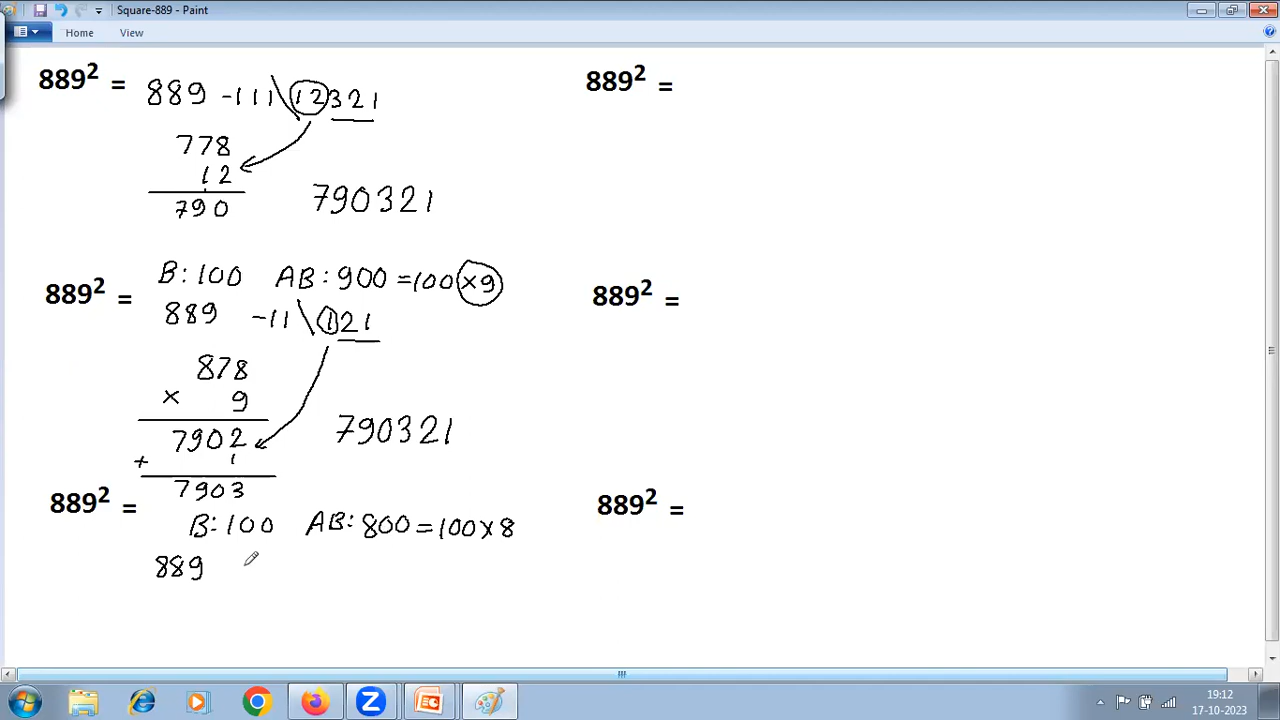 Square-889 - Paint
Home View
889² = 889 -111 \ 12321
778
12
790
790321
889² = B:100 AB:900 =100 ×9
889 -11 \ 121
878
× 9
7902
+ 1
7903
790321
889² = B:100 AB:800 =100×8
889
889² =
889² =
889² =
19:12
17-10-2023